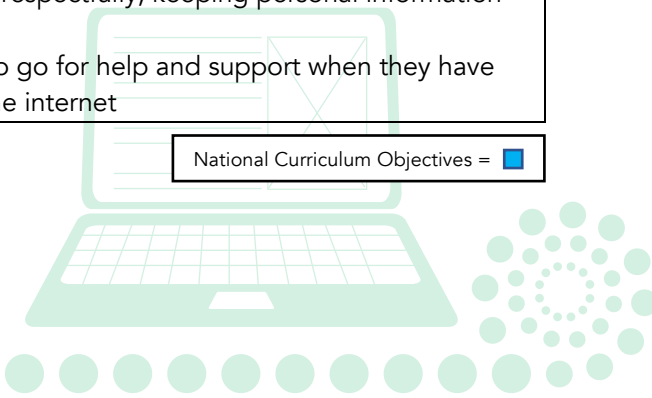 respectfully, keeping personal information
o go for help and support when they have
e internet
National Curriculum Objectives =